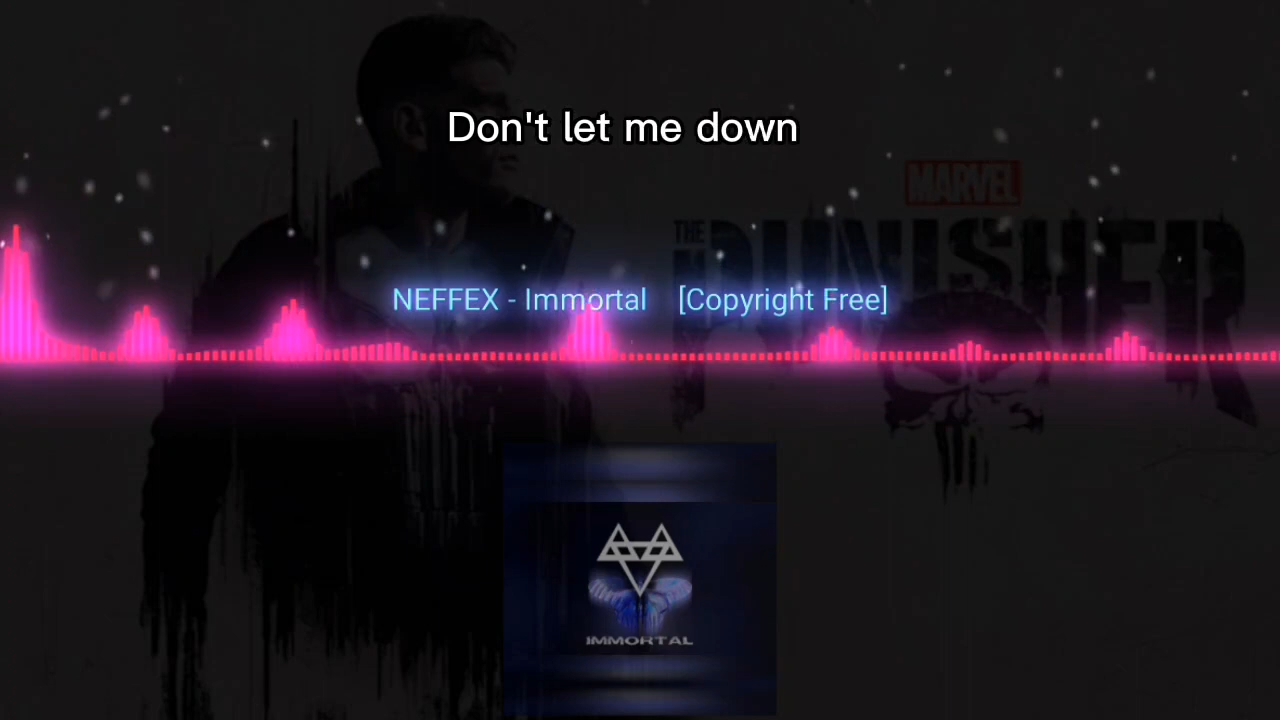 Don't let me down
MARVEL
THE
PUNISHER
NEFFEX - Immortal [Copyright Free]
IMMORTAL